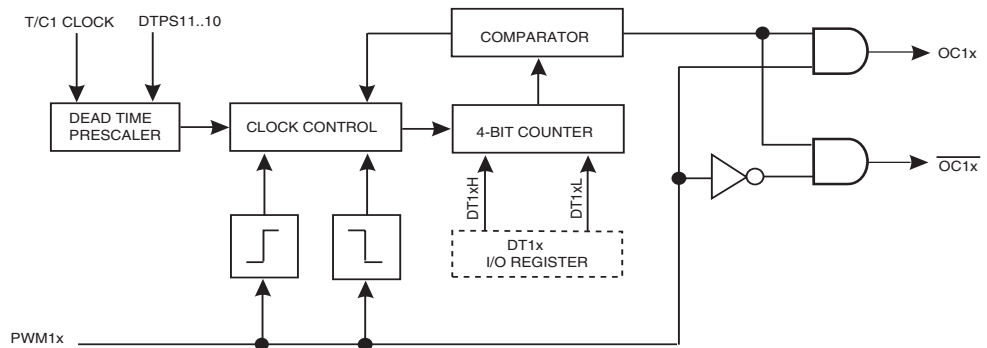 T/C1 CLOCK
DTPS11..10
COMPARATOR
OC1x
DEAD TIME
PRESCALER
CLOCK CONTROL
4-BIT COUNTER
OC1x
DT1xH
DT1xL
DT1x
I/O REGISTER
PWM1x